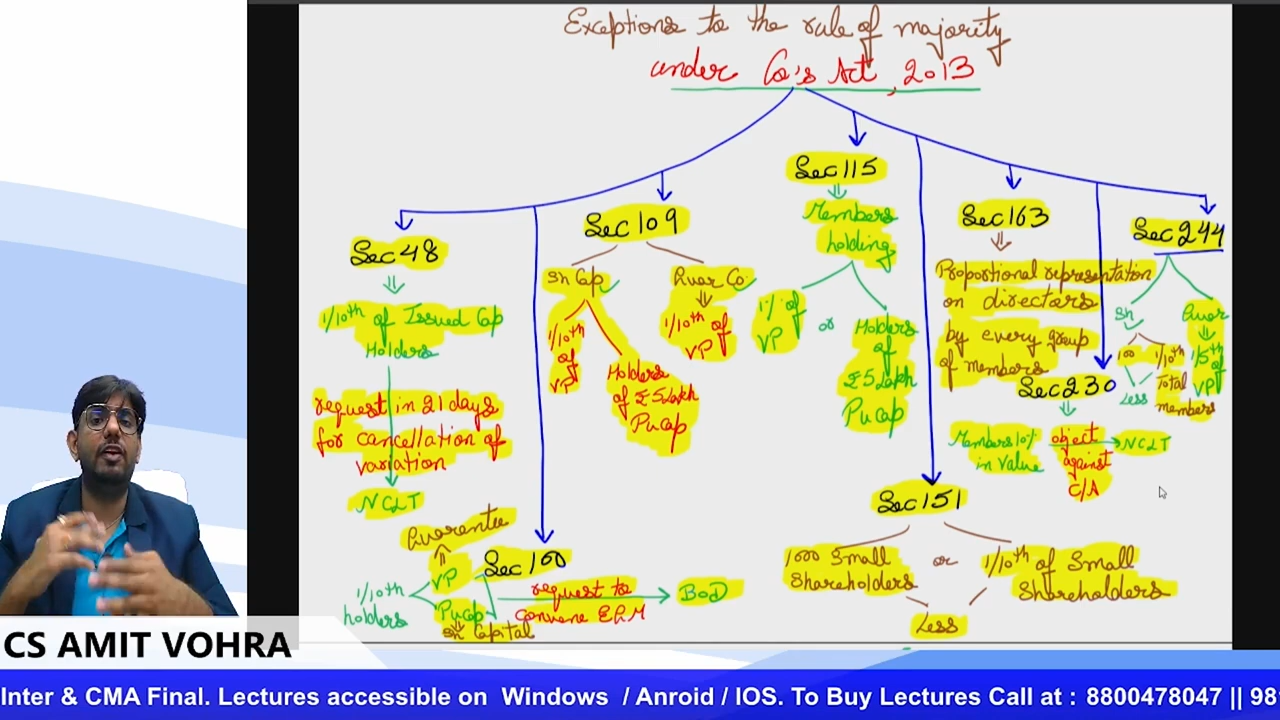 Exceptions to the rule of majority
under Co's Act, 2013
Sec 48
⇓
1/10th of Issued Cap
Holders
request in 21 days
for cancellation of
variation
NCLT
Sec 109
Sh Cap
1/10th
of
VP
Holders
of ₹5 Lakh
Pucap
Guar Co.
⇓
1/10th of
VP
Sec 115
⇓
Members
holding
1% of
VP
or
Holders
of
₹5 Lakh
Pu cap
Sec 163
⇓
Proportional representation
on directors
by every group
of members
Sec 244
Sh
100
1/10th
Total
members
Less
Guar
⇓
1/5th
of
VP
Sec 230
⇓
Members 10%
in value
object
against
C/A
NCLT
Sec 151
1000 Small
Shareholders
or
1/10th of Small
Shareholders
Less
Guarantee
⇑
VP
Sec 100
1/10th
holders
Pucap
⇓
Sh Capital
request to
Convene EGM
BoD
CS AMIT VOHRA
Inter & CMA Final. Lectures accessible on Windows / Anroid / IOS. To Buy Lectures Call at : 8800478047 || 98